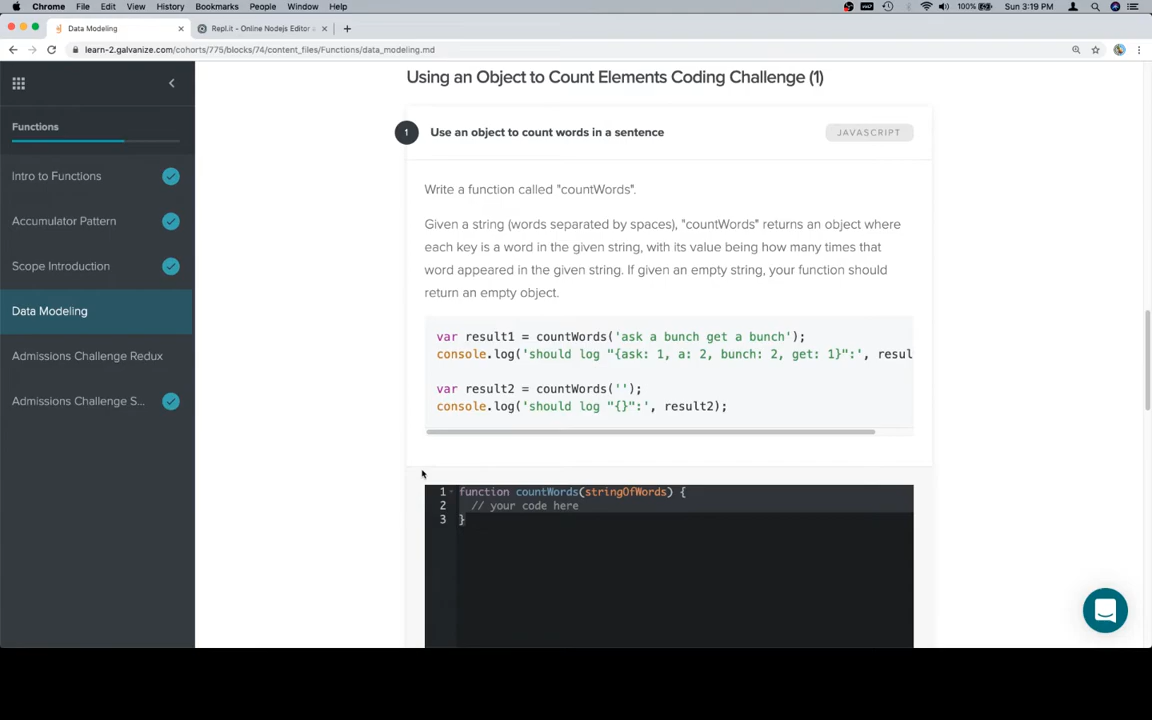 Chrome File Edit View History Bookmarks People Window Help 100% Sun 3:19 PM
Data Modeling Repl.it - Online Nodejs Editor
learn-2.galvanize.com/cohorts/775/blocks/74/content_files/Functions/data_modeling.md
Functions
Intro to Functions
Accumulator Pattern
Scope Introduction
Data Modeling
Admissions Challenge Redux
Admissions Challenge S...
Using an Object to Count Elements Coding Challenge (1)
1 Use an object to count words in a sentence JAVASCRIPT
Write a function called "countWords".
Given a string (words separated by spaces), "countWords" returns an object where
each key is a word in the given string, with its value being how many times that
word appeared in the given string. If given an empty string, your function should
return an empty object.
var result1 = countWords('ask a bunch get a bunch');
console.log('should log "{ask: 1, a: 2, bunch: 2, get: 1}":', resul
var result2 = countWords('');
console.log('should log "{}":', result2);
1 function countWords(stringOfWords) {
2 // your code here
3 }